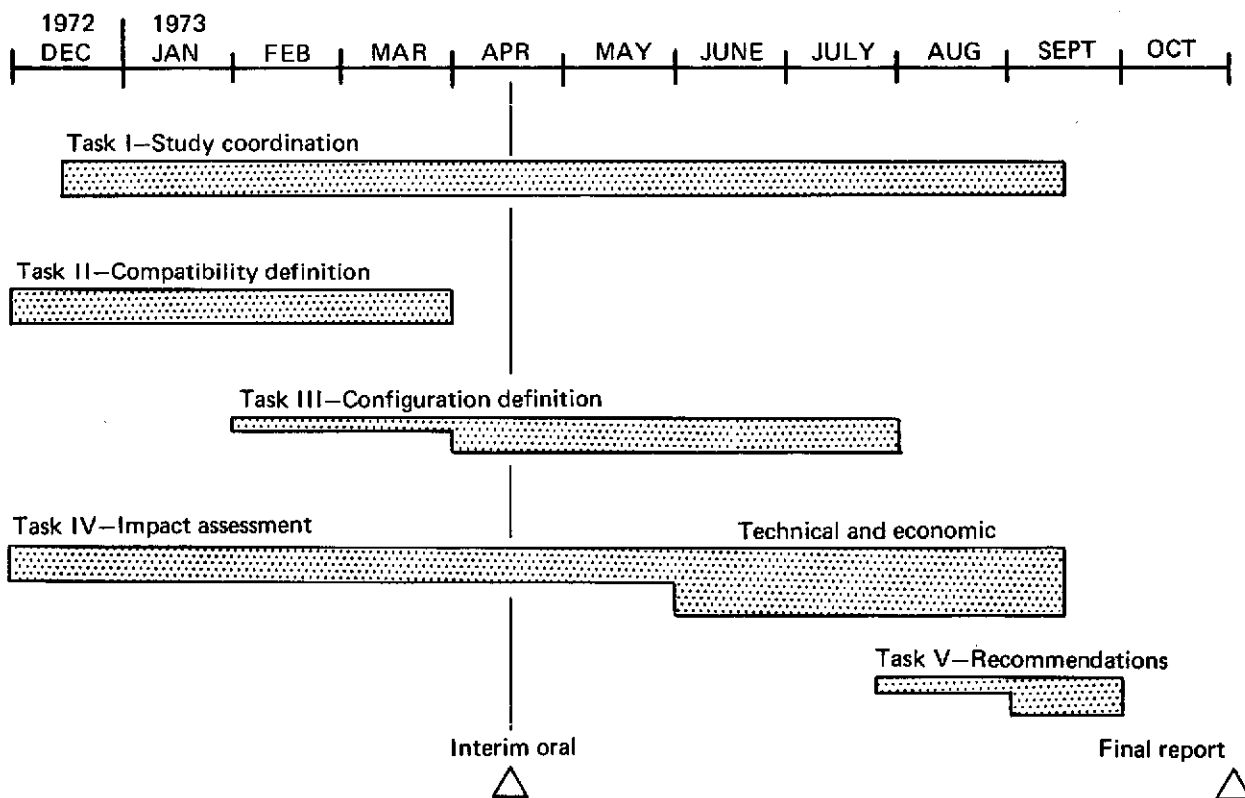 1972 1973
DEC JAN FEB MAR APR MAY JUNE JULY AUG SEPT OCT
Task I—Study coordination
Task II—Compatibility definition
Task III—Configuration definition
Task IV—Impact assessment
Technical and economic
Task V—Recommendations
Interim oral
Final report